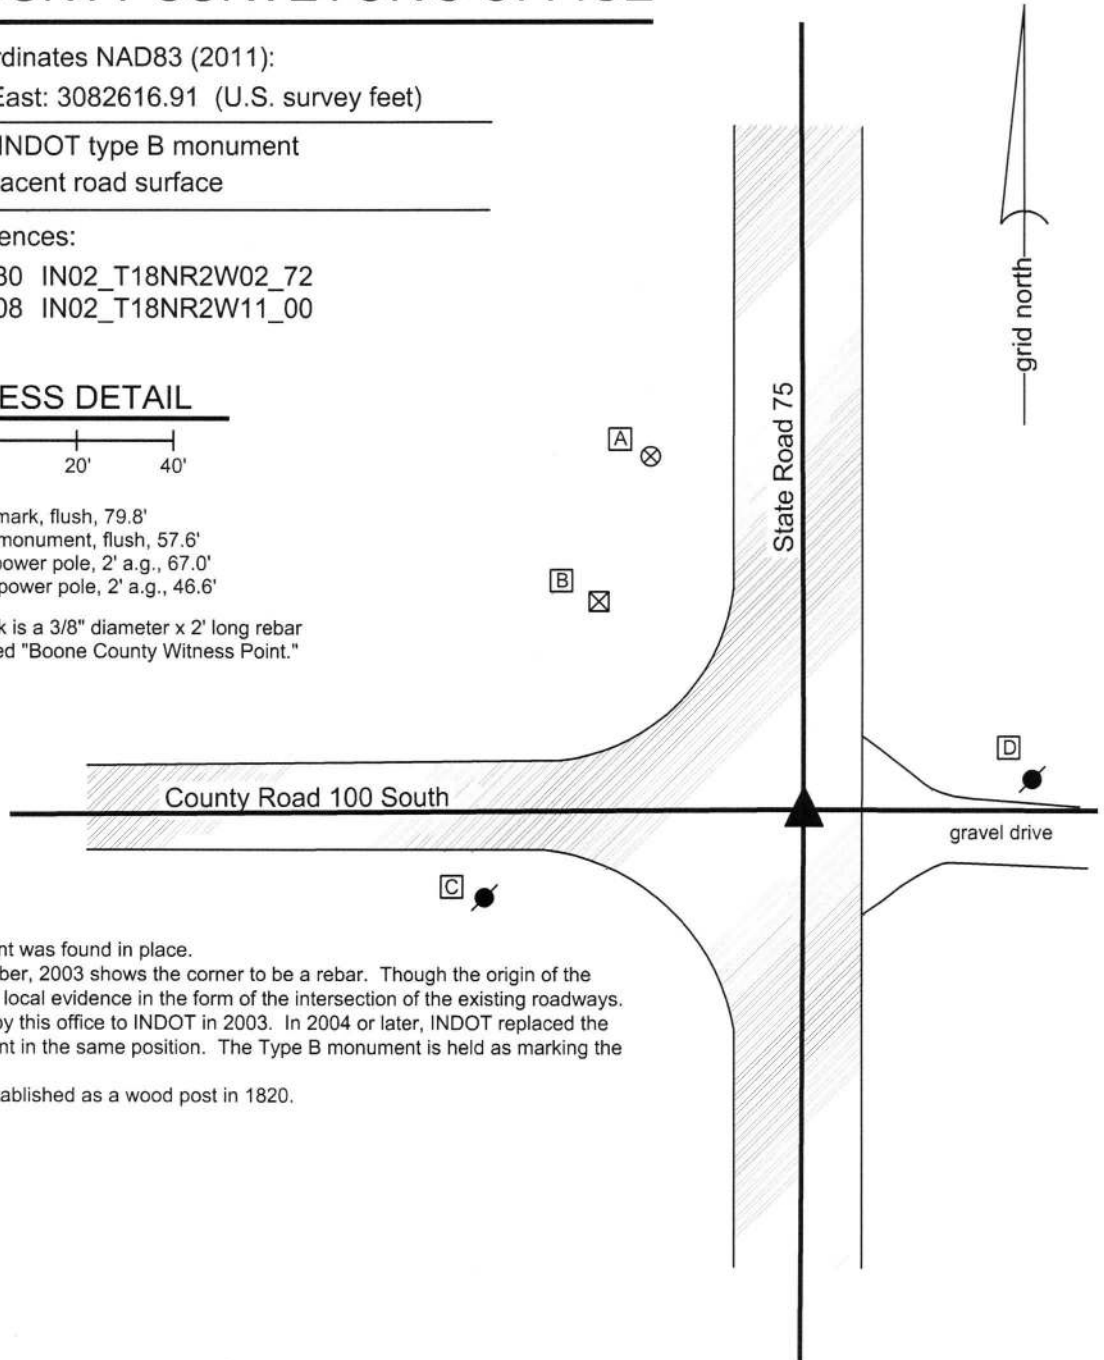 rdinates NAD83 (2011):
East: 3082616.91 (U.S. survey feet)
INDOT type B monument
acent road surface
ences:
30 IN02_T18NR2W02_72
08 IN02_T18NR2W11_00
ESS DETAIL
20' 40'
mark, flush, 79.8'
monument, flush, 57.6'
power pole, 2' a.g., 67.0'
power pole, 2' a.g., 46.6'
k is a 3/8" diameter x 2' long rebar
ed "Boone County Witness Point."
grid north
State Road 75
A
B
D
County Road 100 South
gravel drive
C
nt was found in place.
ber, 2003 shows the corner to be a rebar. Though the origin of the
local evidence in the form of the intersection of the existing roadways.
by this office to INDOT in 2003. In 2004 or later, INDOT replaced the
nt in the same position. The Type B monument is held as marking the
ablished as a wood post in 1820.